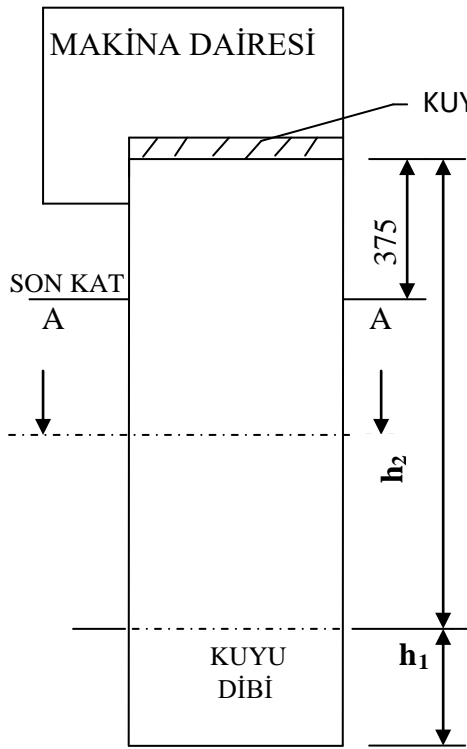 MAKİNA DAİRESİ
KUY
375
SON KAT
A
A
h₂
h₁
KUYU
DİBİ